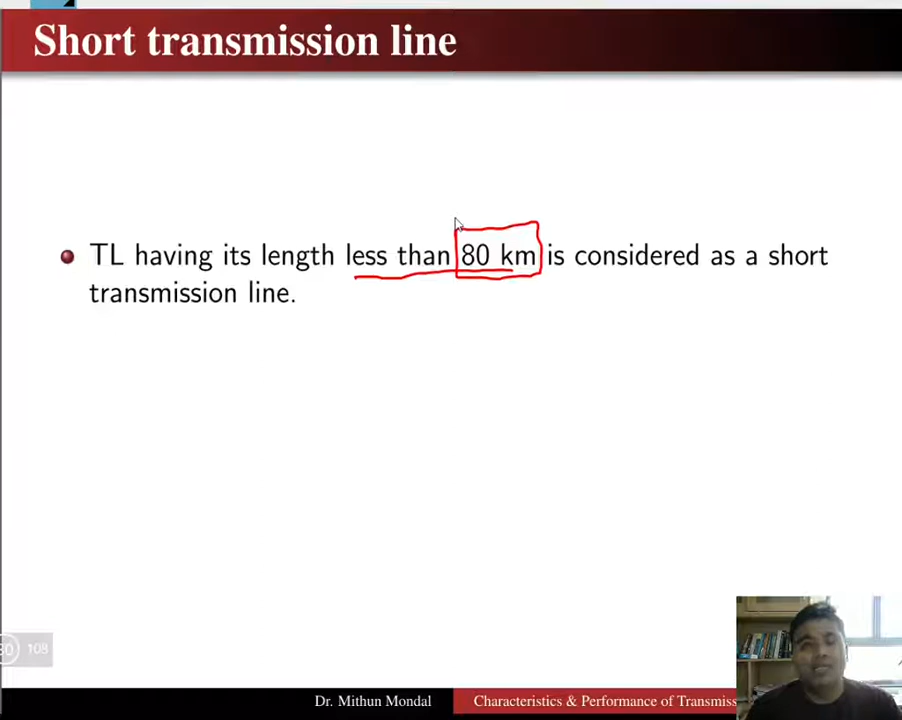 Short transmission line
TL having its length less than 80 km is considered as a short
transmission line.
108
Dr. Mithun Mondal
Characteristics & Performance of